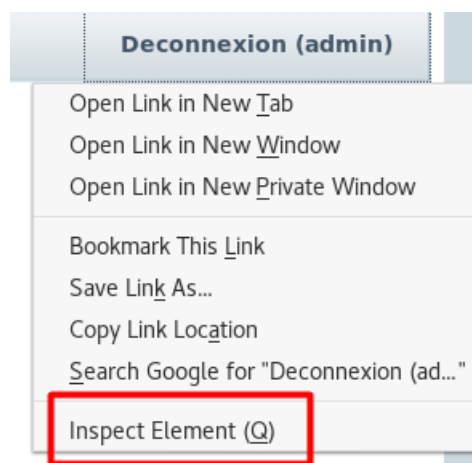 Deconnexion (admin)
Open Link in New Tab
Open Link in New Window
Open Link in New Private Window
Bookmark This Link
Save Link As...
Copy Link Location
Search Google for "Deconnexion (ad..."
Inspect Element (Q)